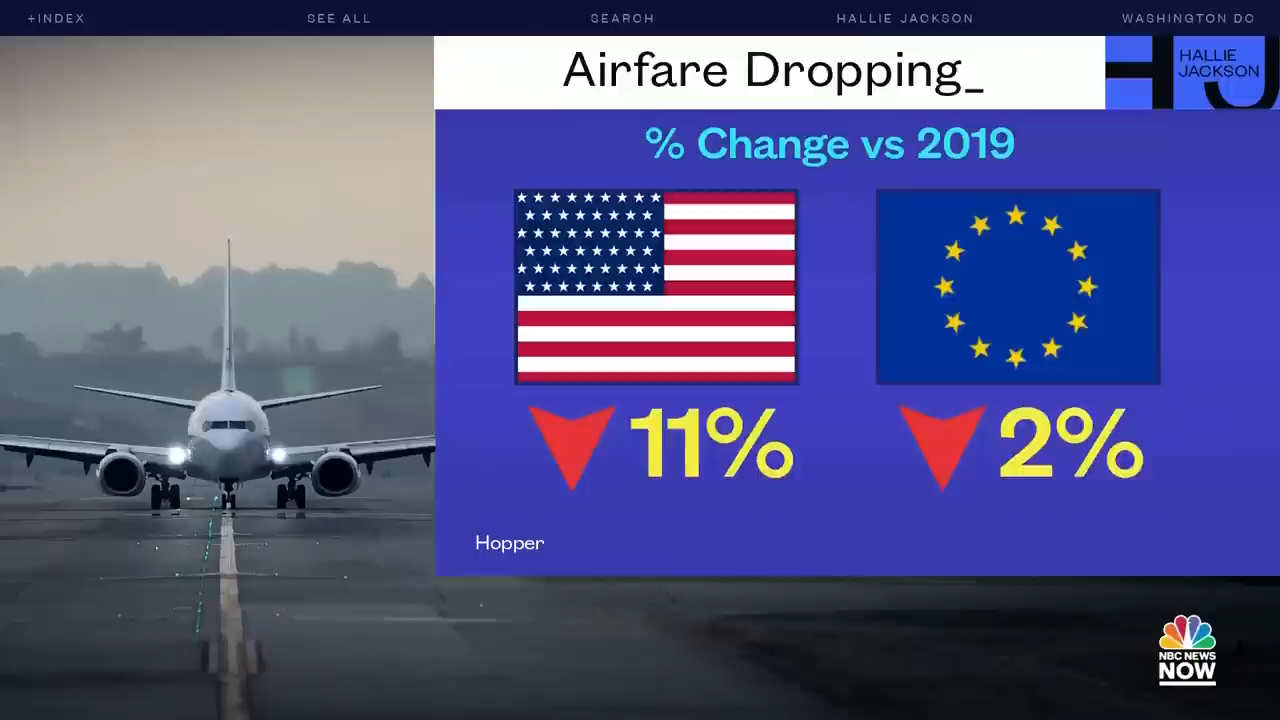 +INDEX
SEE ALL
SEARCH
HALLIE JACKSON
WASHINGTON DC
Airfare Dropping_
HALLIE
JACKSON
% Change vs 2019
11%
2%
Hopper
NBC NEWS
NOW